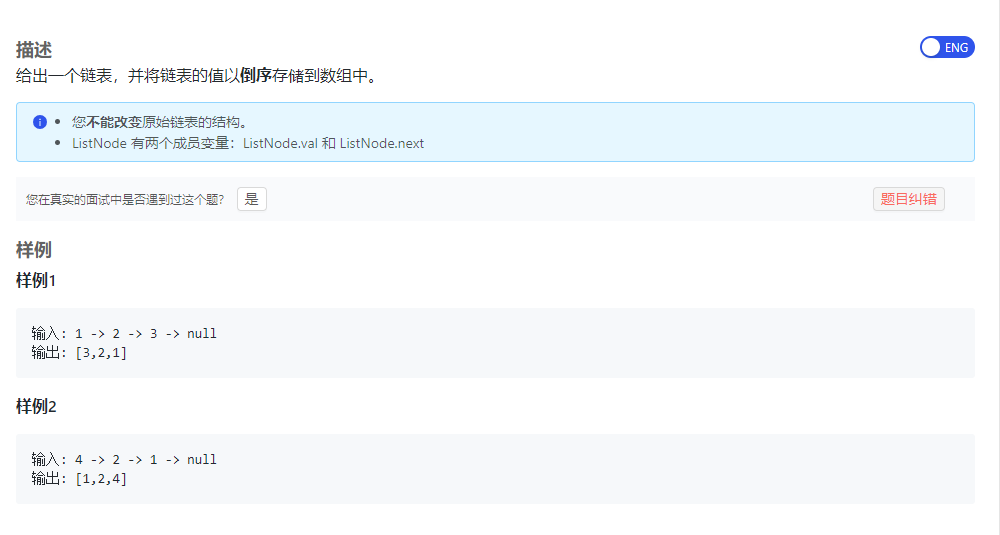 描述
ENG
给出一个链表，并将链表的值以倒序存储到数组中。
您不能改变原始链表的结构。
ListNode 有两个成员变量：ListNode.val 和 ListNode.next
您在真实的面试中是否遇到过这个题？ 是 题目纠错
样例
样例1
输入: 1 -> 2 -> 3 -> null
输出: [3,2,1]
样例2
输入: 4 -> 2 -> 1 -> null
输出: [1,2,4]